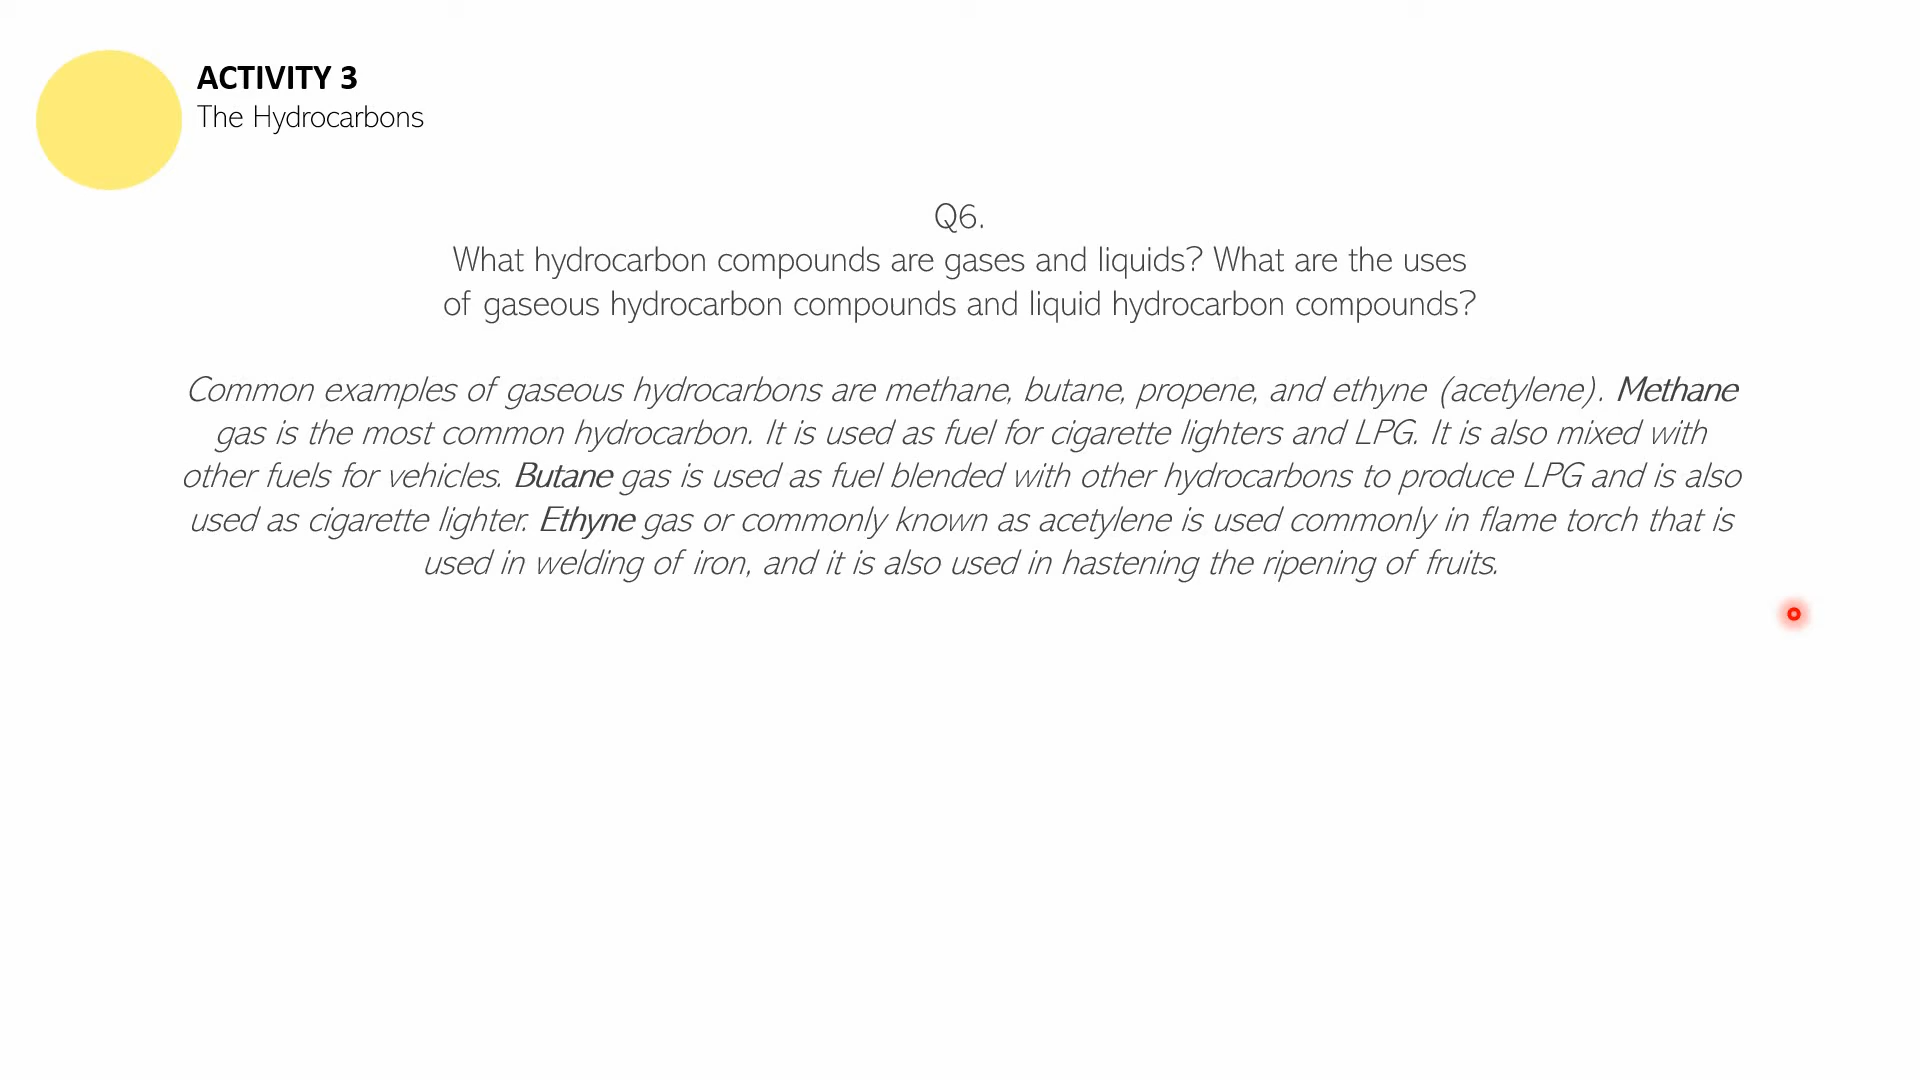 ACTIVITY 3
The Hydrocarbons
Q6.
What hydrocarbon compounds are gases and liquids? What are the uses
of gaseous hydrocarbon compounds and liquid hydrocarbon compounds?
Common examples of gaseous hydrocarbons are methane, butane, propene, and ethyne (acetylene). Methane
gas is the most common hydrocarbon. It is used as fuel for cigarette lighters and LPG. It is also mixed with
other fuels for vehicles. Butane gas is used as fuel blended with other hydrocarbons to produce LPG and is also
used as cigarette lighter. Ethyne gas or commonly known as acetylene is used commonly in flame torch that is
used in welding of iron, and it is also used in hastening the ripening of fruits.